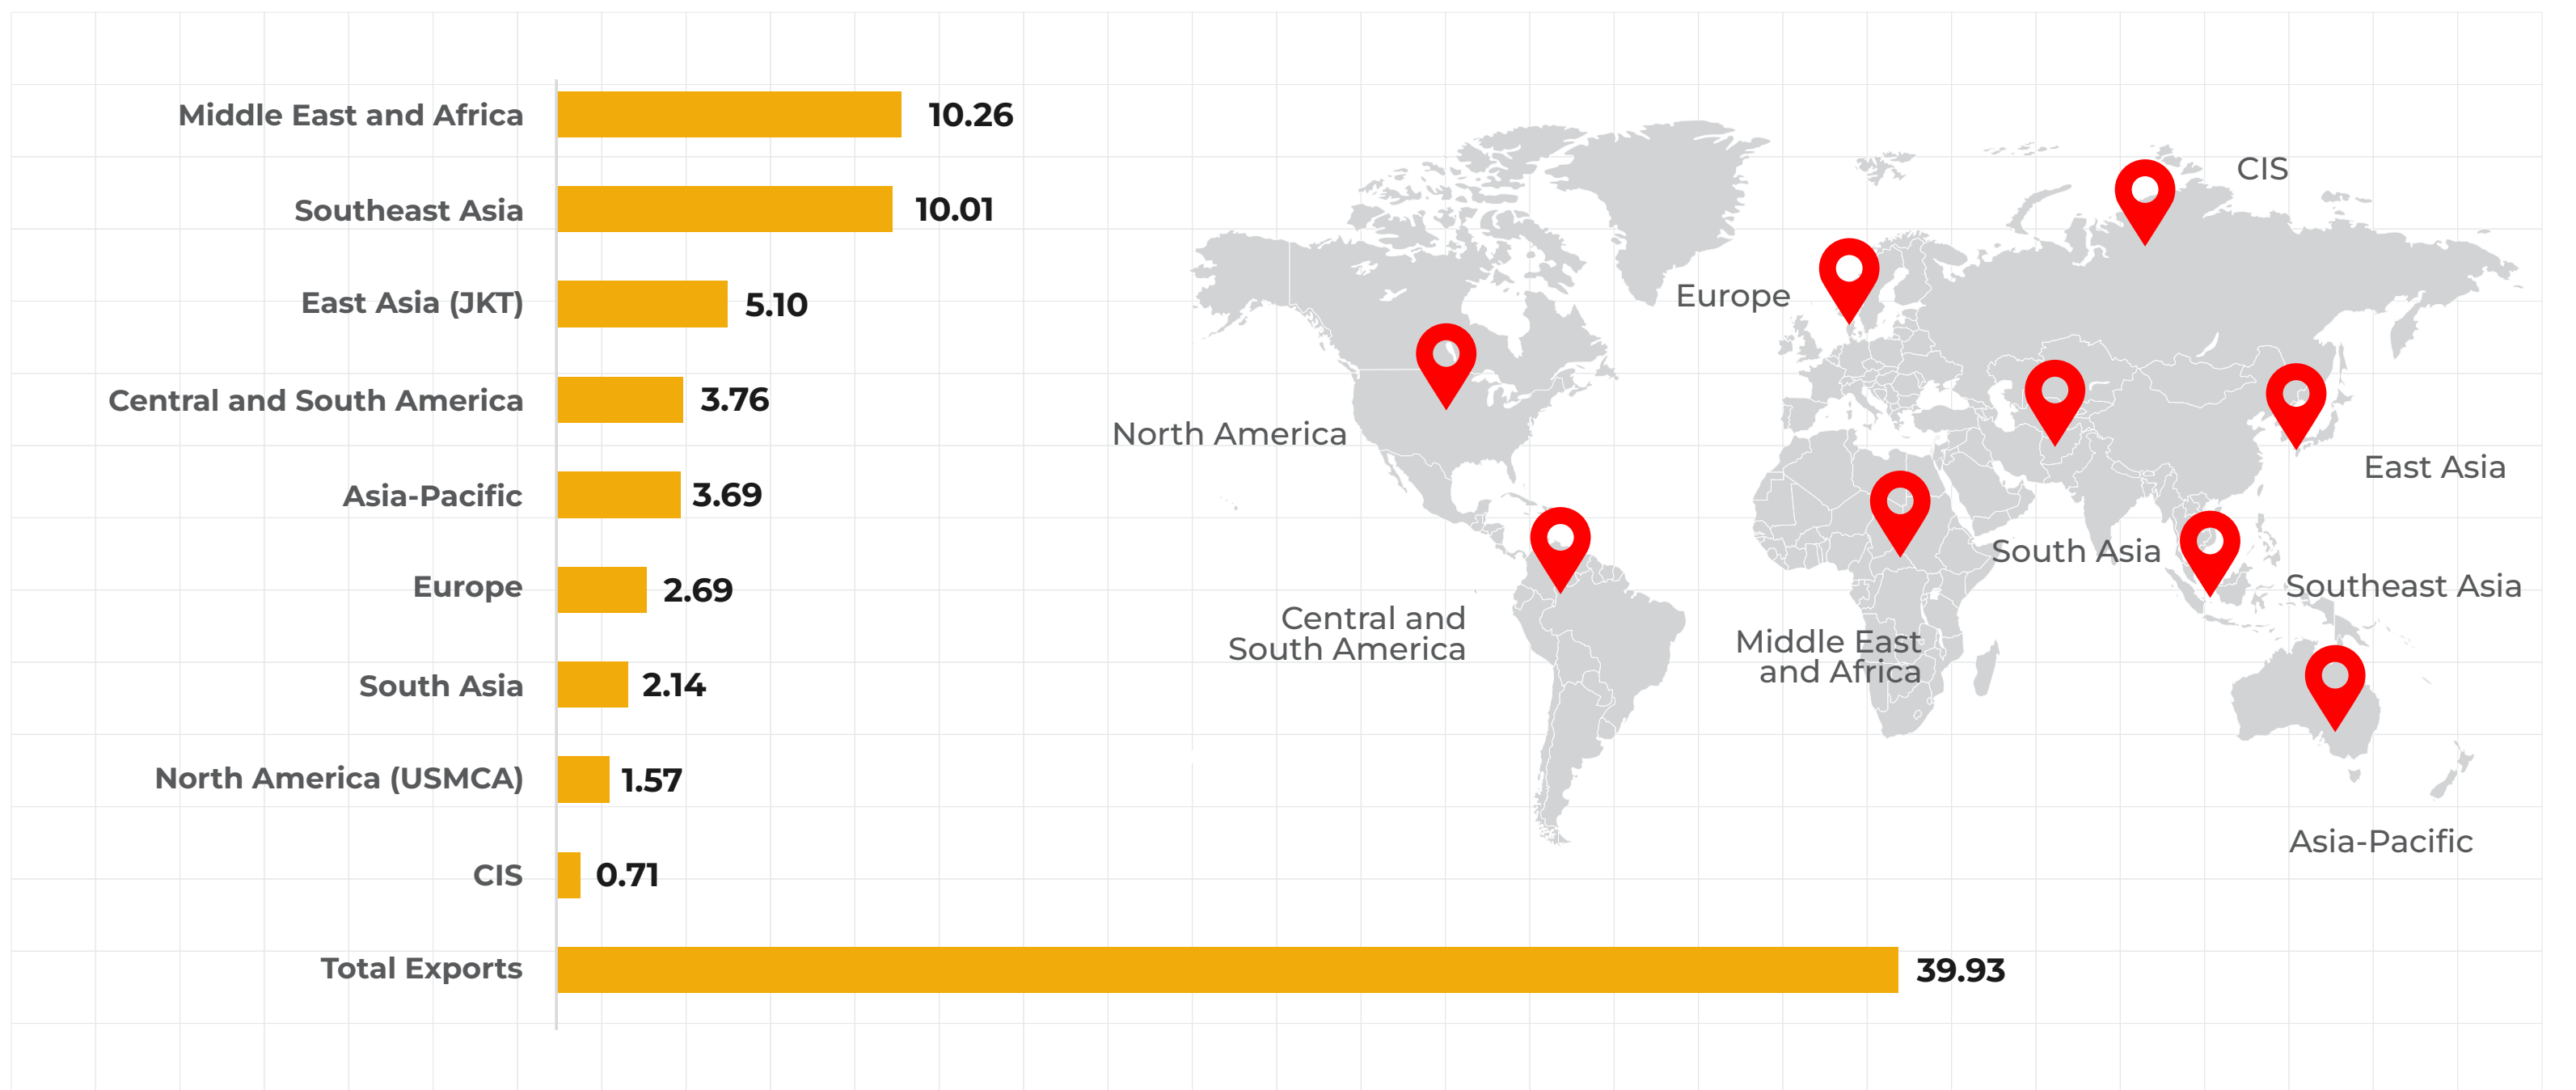 Middle East and Africa 10.26
Southeast Asia 10.01
East Asia (JKT) 5.10
Central and South America 3.76
Asia-Pacific 3.69
Europe 2.69
South Asia 2.14
North America (USMCA) 1.57
CIS 0.71
Total Exports 39.93
CIS
Europe
North America
East Asia
South Asia
Southeast Asia
Central and
South America
Middle East
and Africa
Asia-Pacific